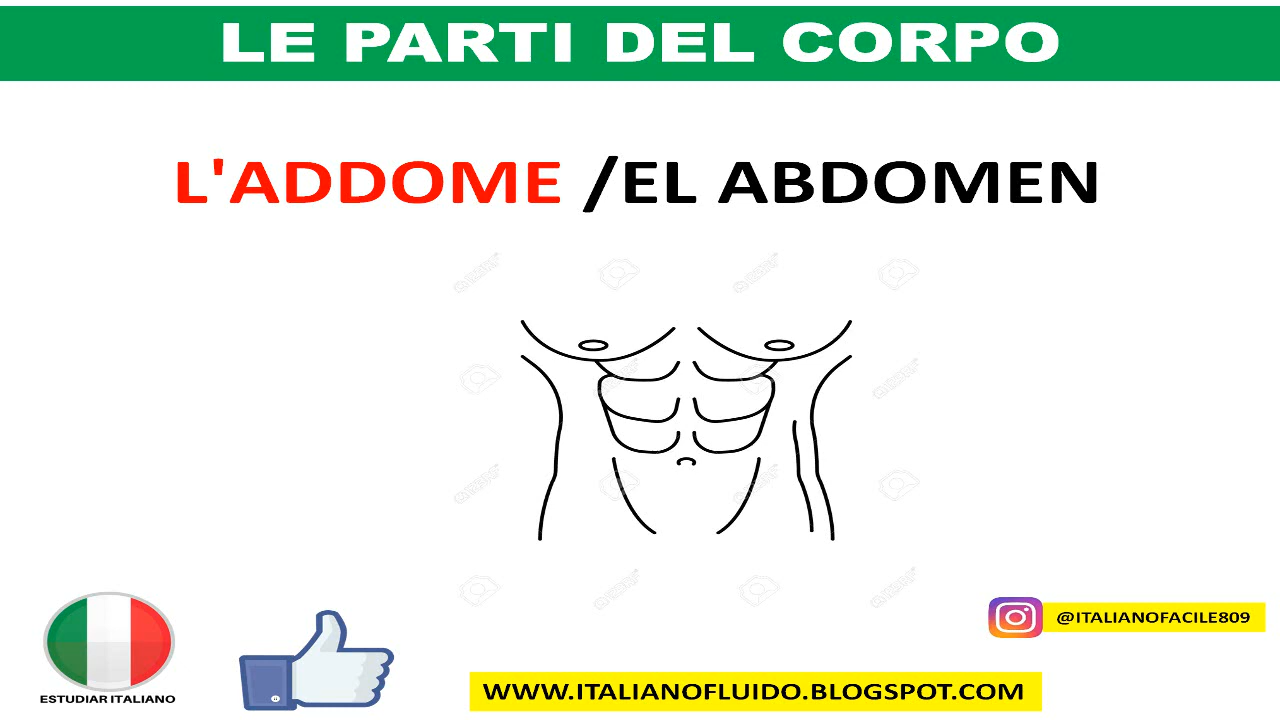 LE PARTI DEL CORPO
L'ADDOME /EL ABDOMEN
@ITALIANOFACILE809
ESTUDIAR ITALIANO
WWW.ITALIANOFLUIDO.BLOGSPOT.COM